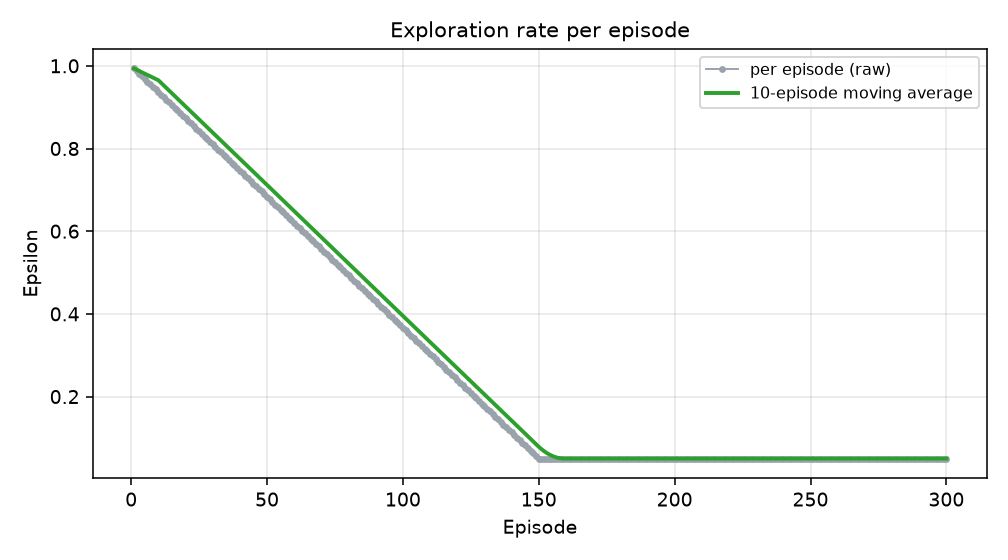 Exploration rate per episode
per episode (raw)
10-episode moving average
Epsilon
1.0
0.8
0.6
0.4
0.2
0 50 100 150 200 250 300
Episode